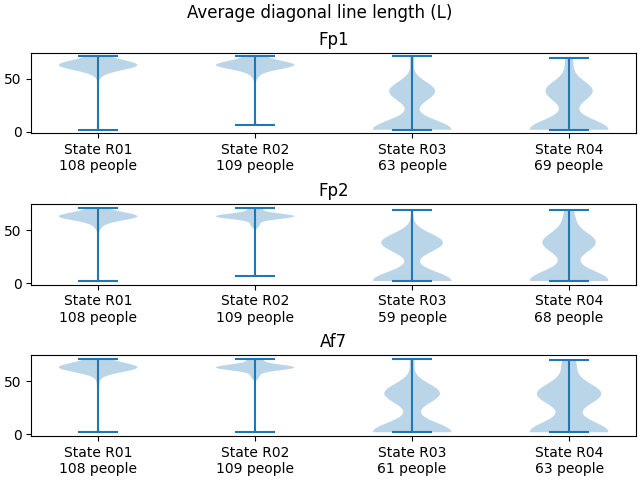 Average diagonal line length (L)
Fp1
50
0
State R01 State R02 State R03 State R04
108 people 109 people 63 people 69 people
Fp2
50
0
State R01 State R02 State R03 State R04
108 people 109 people 59 people 68 people
Af7
50
0
State R01 State R02 State R03 State R04
108 people 109 people 61 people 63 people